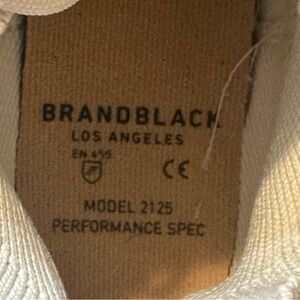 BRANDBLACK
LOS ANGELES
EN 455
CE
MODEL 2125
PERFORMANCE SPEC